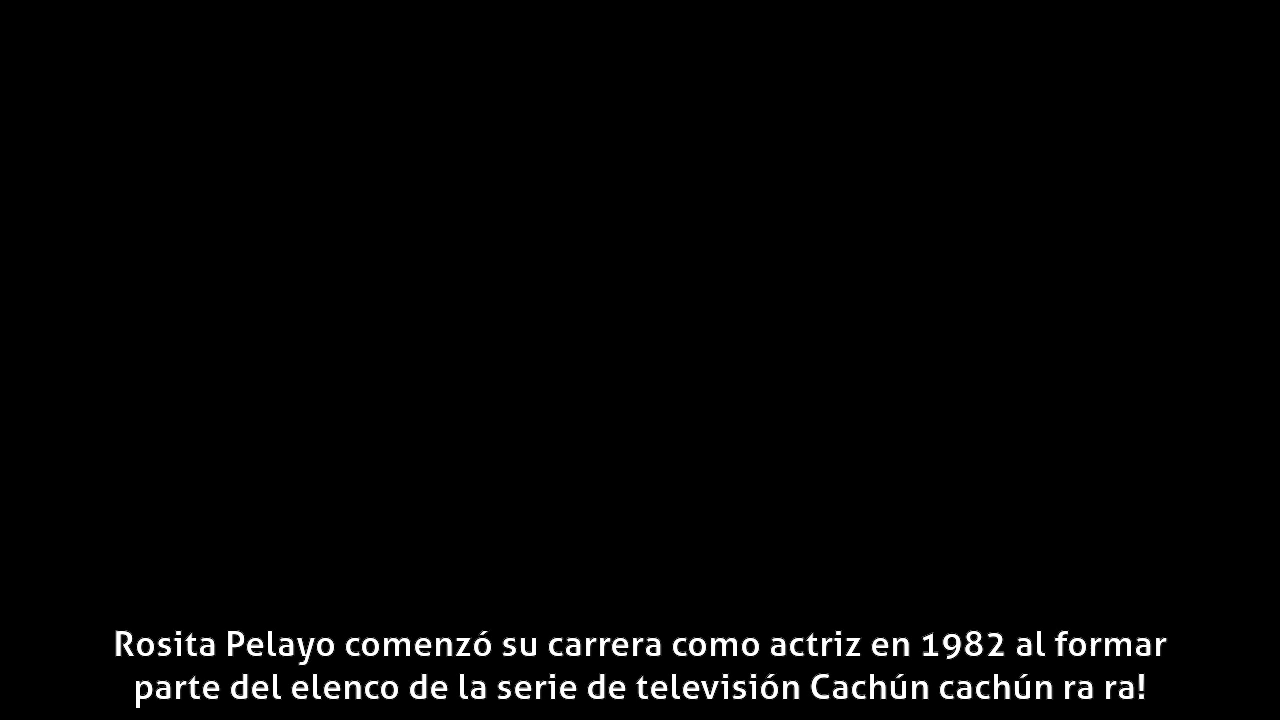 Rosita Pelayo comenzó su carrera como actriz en 1982 al formar
parte del elenco de la serie de televisión Cachún cachún ra ra!